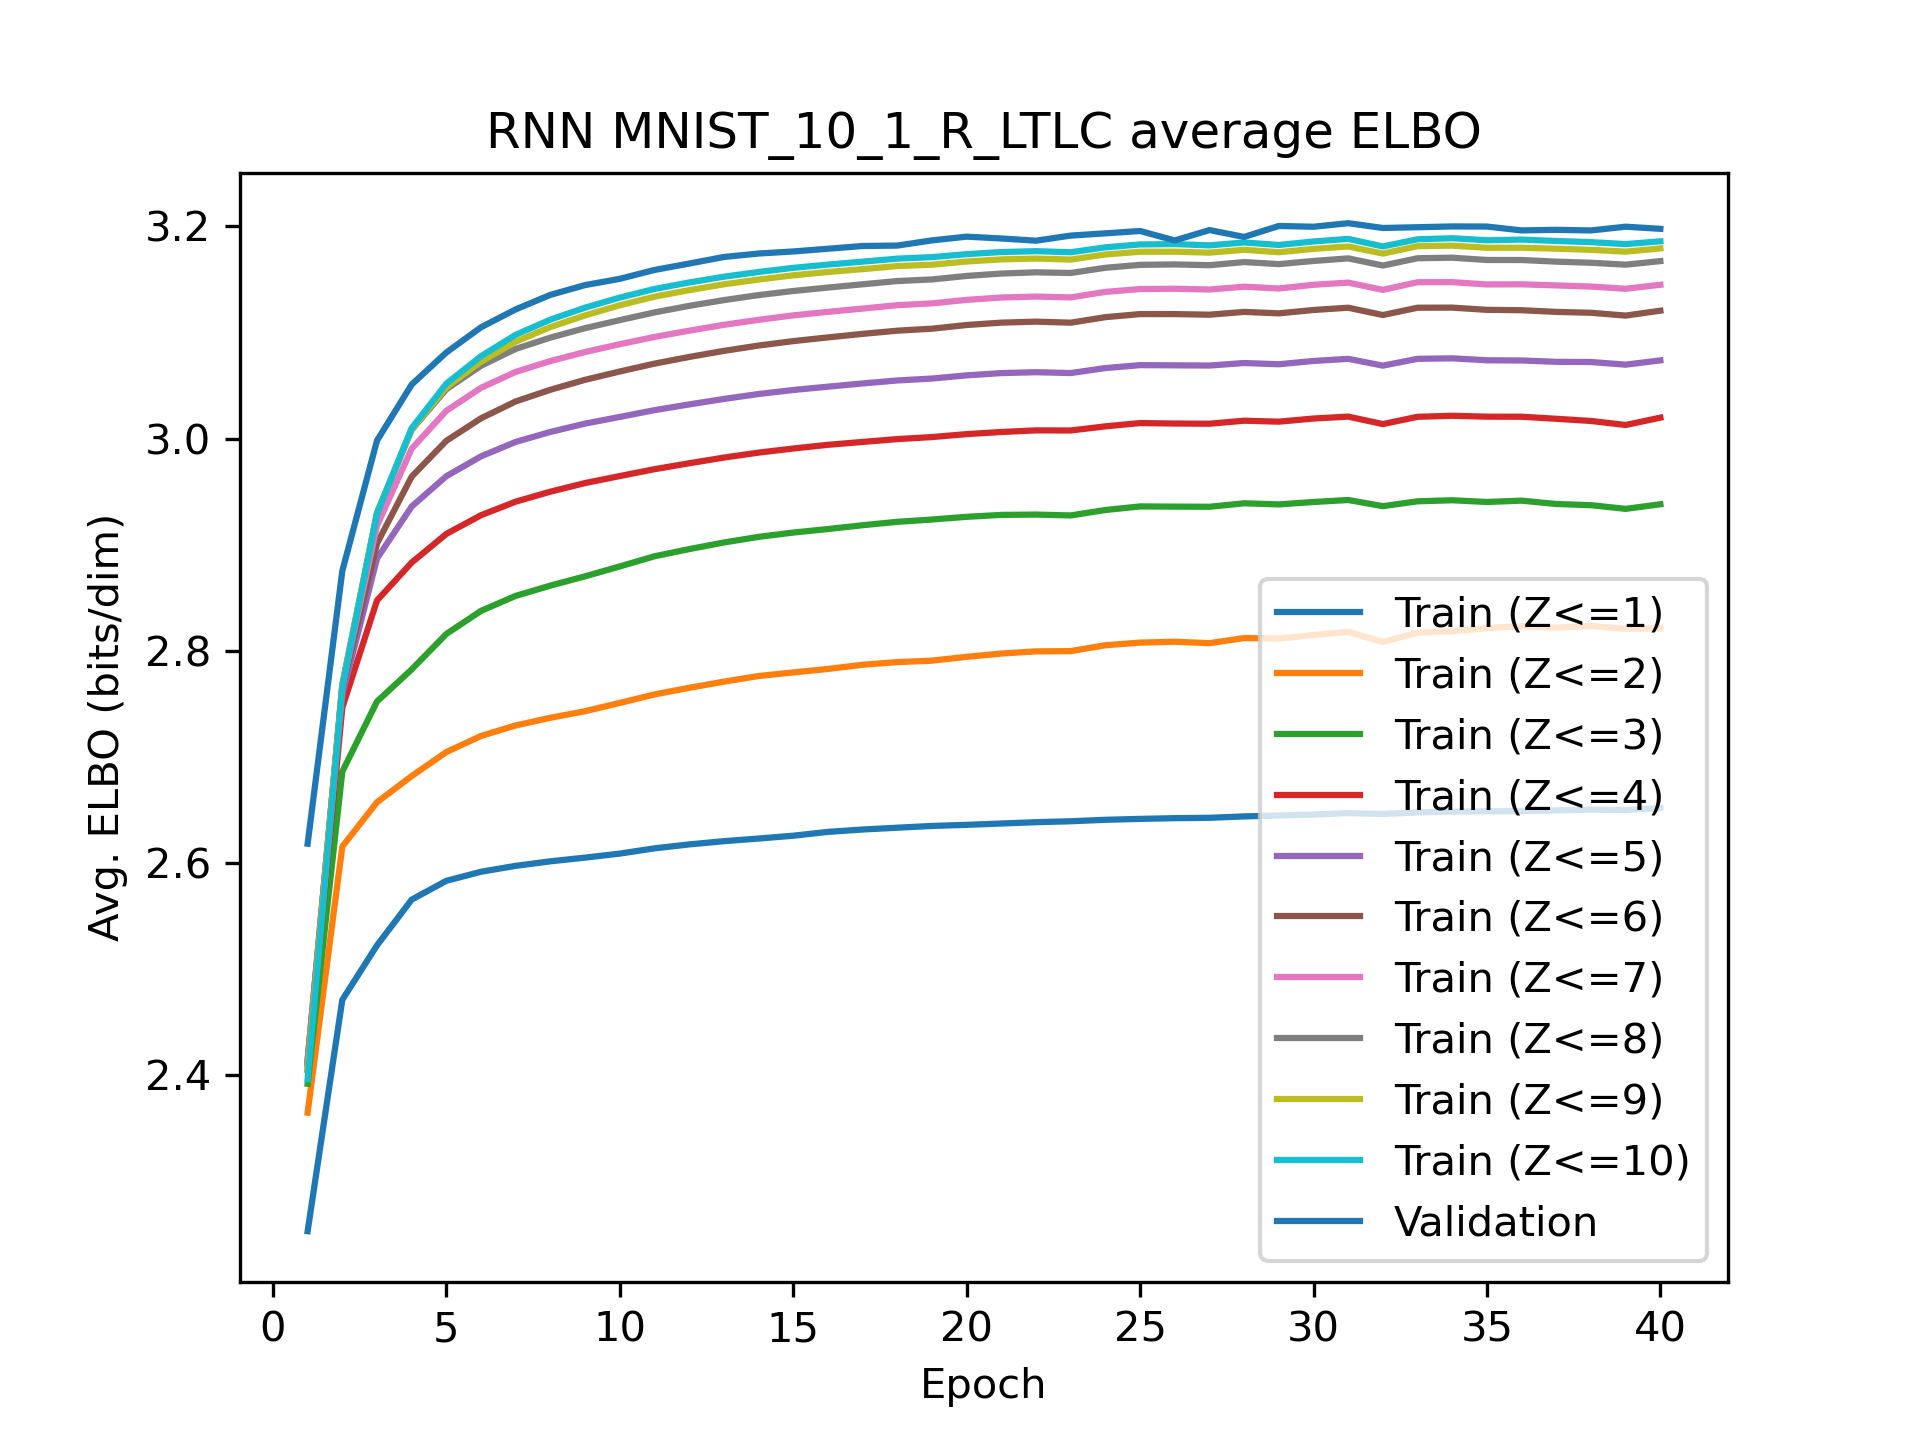 RNN MNIST_10_1_R_LTLC average ELBO
3.2
3.0
2.8
2.6
2.4
Avg. ELBO (bits/dim)
Train (Z<=1)
Train (Z<=2)
Train (Z<=3)
Train (Z<=4)
Train (Z<=5)
Train (Z<=6)
Train (Z<=7)
Train (Z<=8)
Train (Z<=9)
Train (Z<=10)
Validation
0 5 10 15 20 25 30 35 40
Epoch